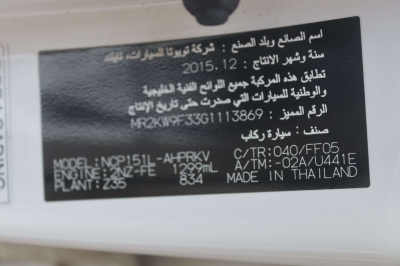 اسم الصانع وبلد الصنع : شركة تويوتا للسيارات، تايلند
سنة وشهر الانتاج : 2015.12
تطابق هذه المركبة جميع اللوائح الفنية الخليجية
والوطنية للسيارات التي صدرت حتى تاريخ الإنتاج
الرقم المميز : MR2KW9F33G1113869
صنف : سيارة ركاب
MODEL: NCP151L-AHPRKV C/TR: 040/FF05
ENGINE: 2NZ-FE 1299mL A/TM: -02A/U441E
PLANT: Z35 834 MADE IN THAILAND